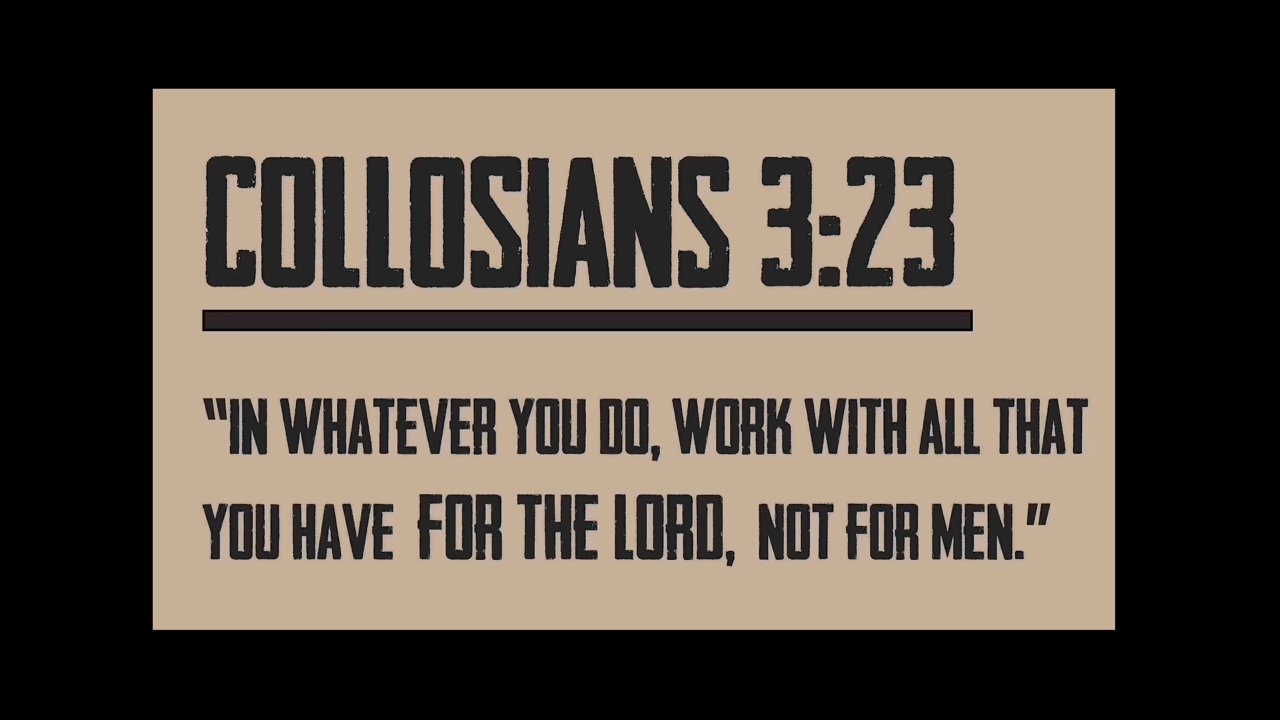 COLLOSIANS 3:23
“IN WHATEVER YOU DO, WORK WITH ALL THAT
YOU HAVE FOR THE LORD, NOT FOR MEN.”